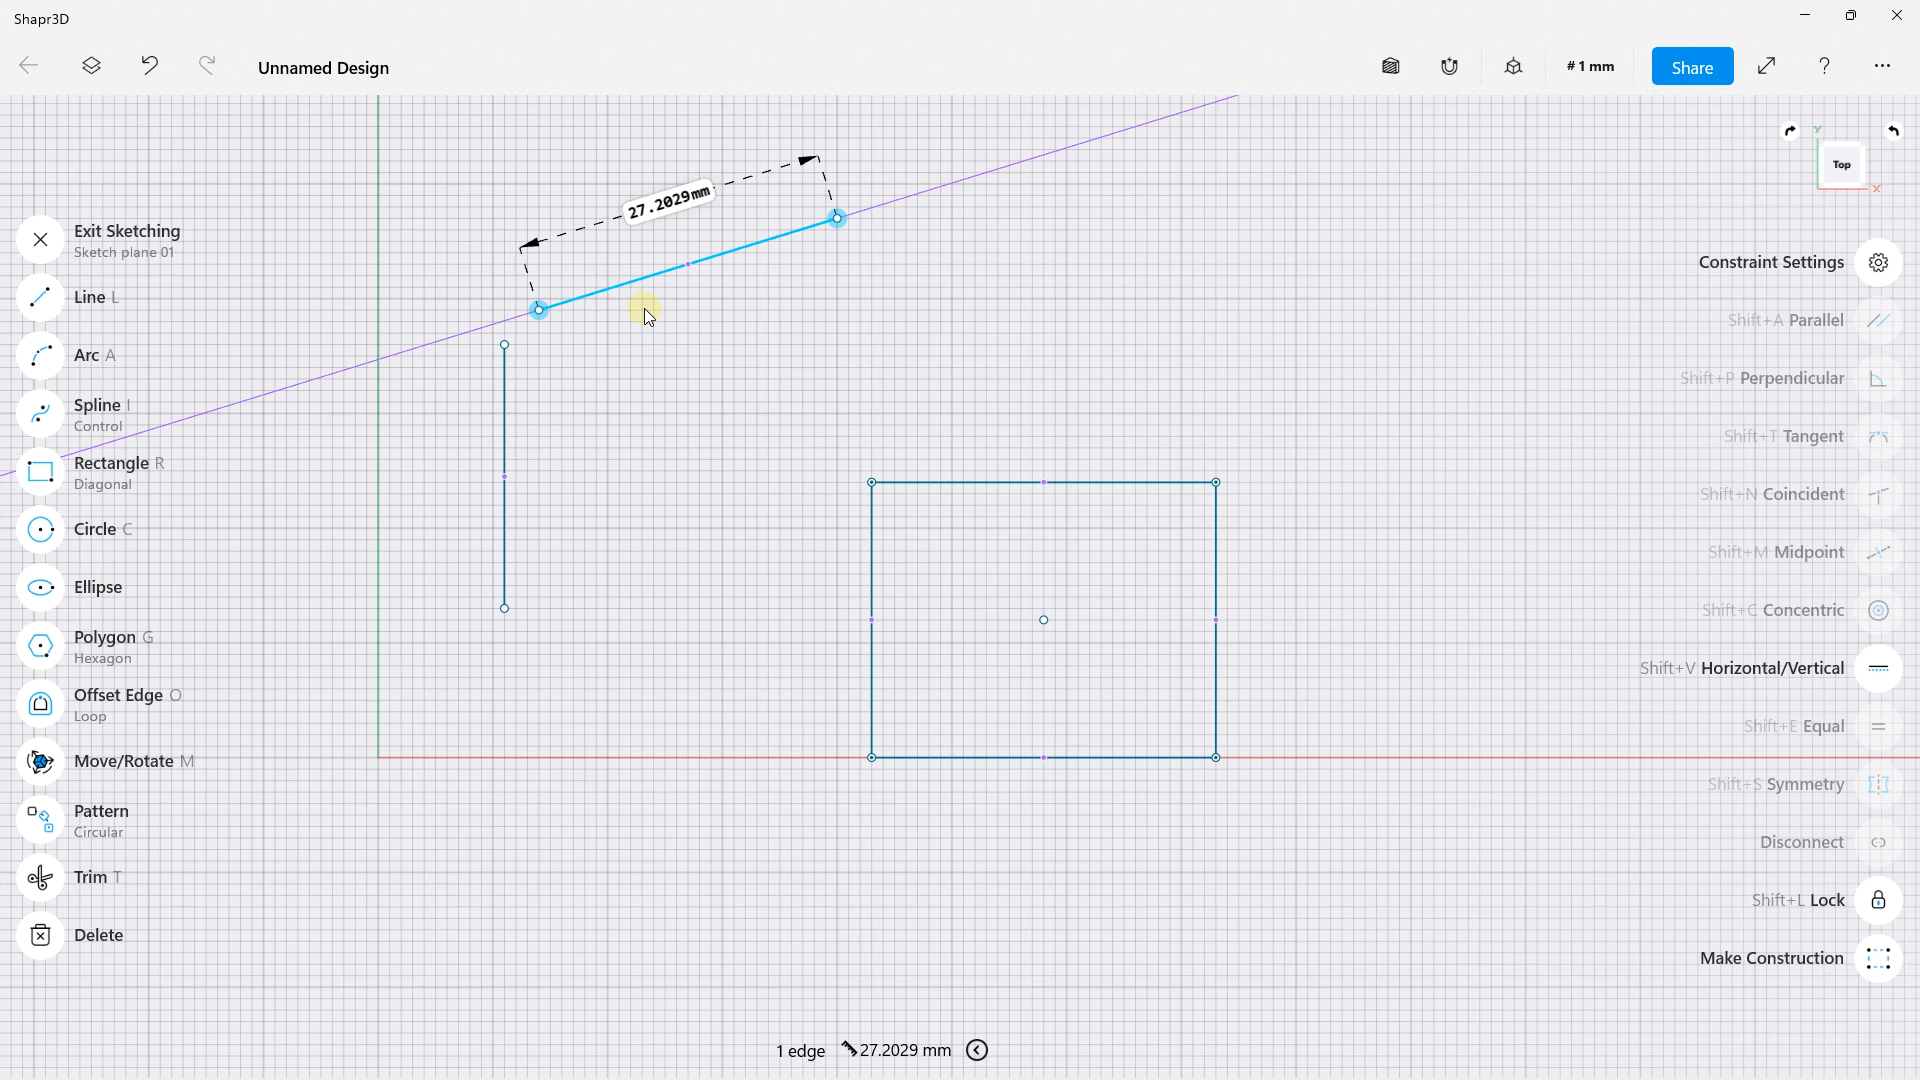 Shapr3D
Unnamed Design
# 1 mm
Share
?
Y
Top
X
27.2029mm
Exit Sketching
Sketch plane 01
Line L
Arc A
Spline I
Control
Rectangle R
Diagonal
Circle C
Ellipse
Polygon G
Hexagon
Offset Edge O
Loop
Move/Rotate M
Pattern
Circular
Trim T
Delete
Constraint Settings
Shift+A Parallel
Shift+P Perpendicular
Shift+T Tangent
Shift+N Coincident
Shift+M Midpoint
Shift+C Concentric
Shift+V Horizontal/Vertical
Shift+E Equal
Shift+S Symmetry
Disconnect
Shift+L Lock
Make Construction
1 edge 27.2029 mm